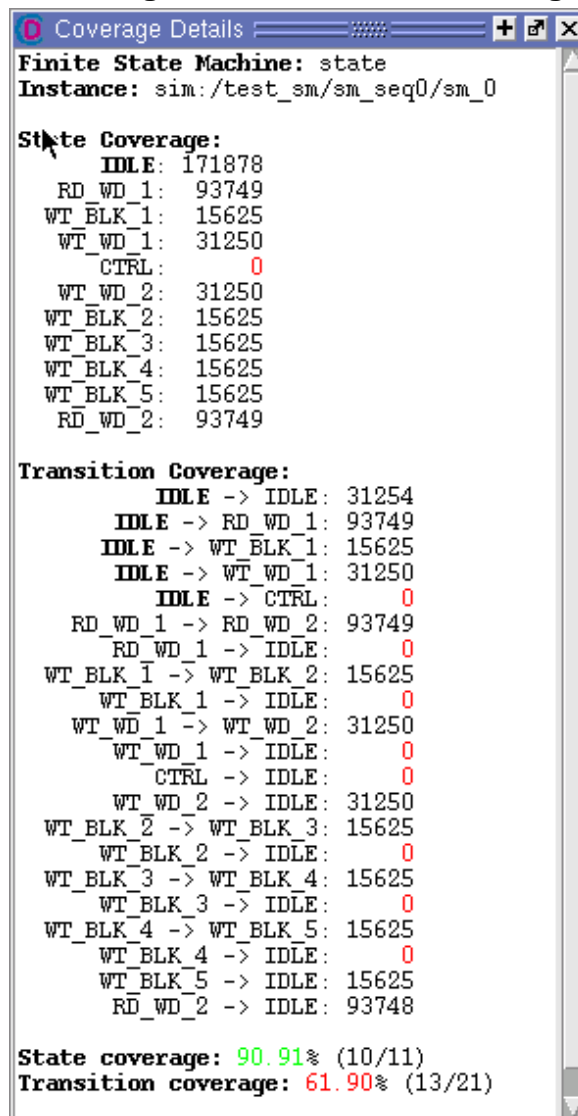 Coverage Details
Finite State Machine: state
Instance: sim:/test_sm/sm_seq0/sm_0
State Coverage:
IDLE: 171878
RD_WD_1: 93749
WT_BLK_1: 15625
WT_WD_1: 31250
CTRL: 0
WT_WD_2: 31250
WT_BLK_2: 15625
WT_BLK_3: 15625
WT_BLK_4: 15625
WT_BLK_5: 15625
RD_WD_2: 93749
Transition Coverage:
IDLE -> IDLE: 31254
IDLE -> RD_WD_1: 93749
IDLE -> WT_BLK_1: 15625
IDLE -> WT_WD_1: 31250
IDLE -> CTRL: 0
RD_WD_1 -> RD_WD_2: 93749
RD_WD_1 -> IDLE: 0
WT_BLK_1 -> WT_BLK_2: 15625
WT_BLK_1 -> IDLE: 0
WT_WD_1 -> WT_WD_2: 31250
WT_WD_1 -> IDLE: 0
CTRL -> IDLE: 0
WT_WD_2 -> IDLE: 31250
WT_BLK_2 -> WT_BLK_3: 15625
WT_BLK_2 -> IDLE: 0
WT_BLK_3 -> WT_BLK_4: 15625
WT_BLK_3 -> IDLE: 0
WT_BLK_4 -> WT_BLK_5: 15625
WT_BLK_4 -> IDLE: 0
WT_BLK_5 -> IDLE: 15625
RD_WD_2 -> IDLE: 93748
State coverage: 90.91% (10/11)
Transition coverage: 61.90% (13/21)